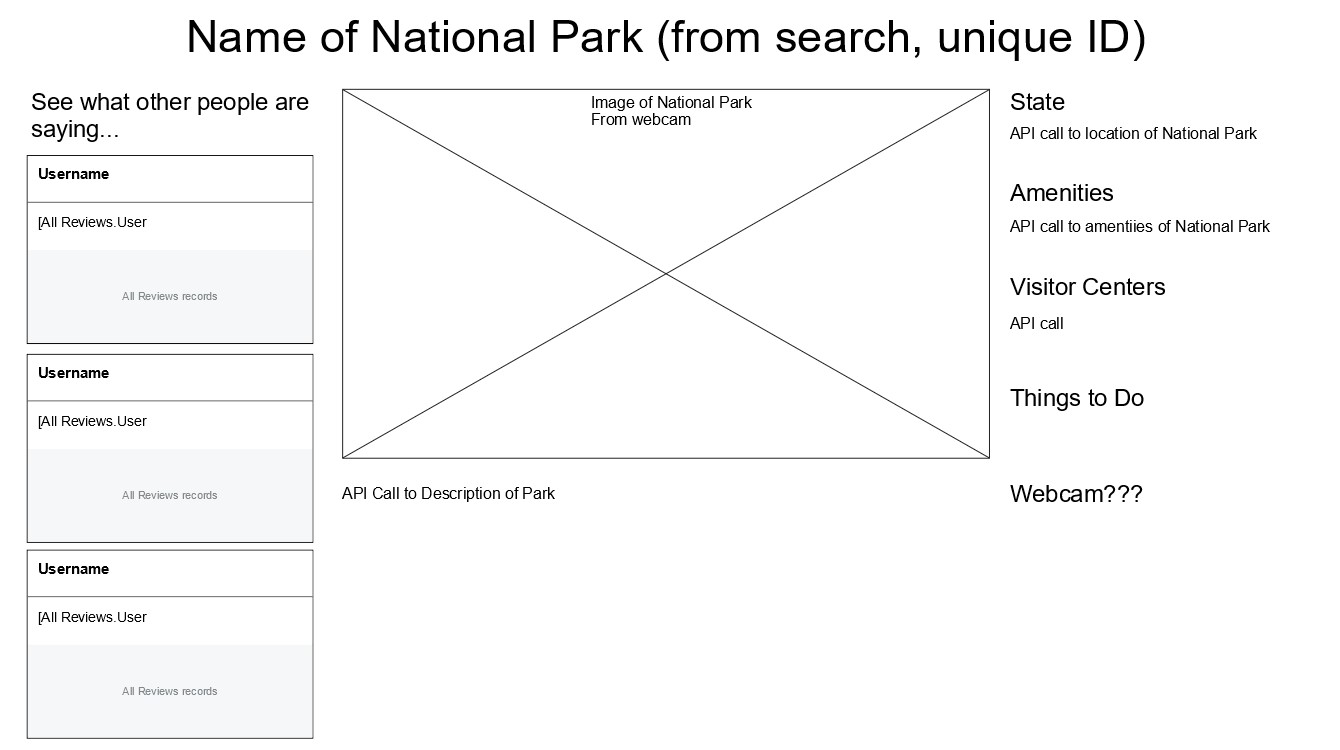 Name of National Park (from search, unique ID)
See what other people are
saying...
Username
[All Reviews.User
All Reviews records
Username
[All Reviews.User
All Reviews records
Username
[All Reviews.User
All Reviews records
Image of National Park
From webcam
API Call to Description of Park
State
API call to location of National Park
Amenities
API call to amentiies of National Park
Visitor Centers
API call
Things to Do
Webcam???